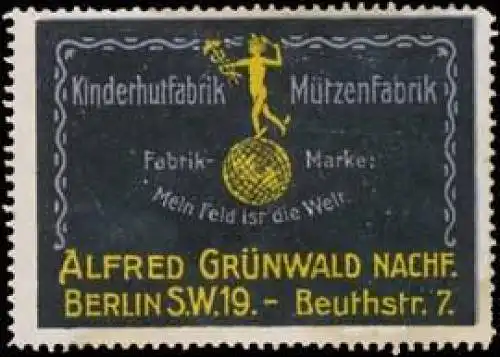 Kinderhutfabrik Mützenfabrik
Fabrik- Marke:
Mein Feld ist die Welt.
ALFRED GRÜNWALD NACHF.
BERLIN S.W.19. - Beuthstr. 7.